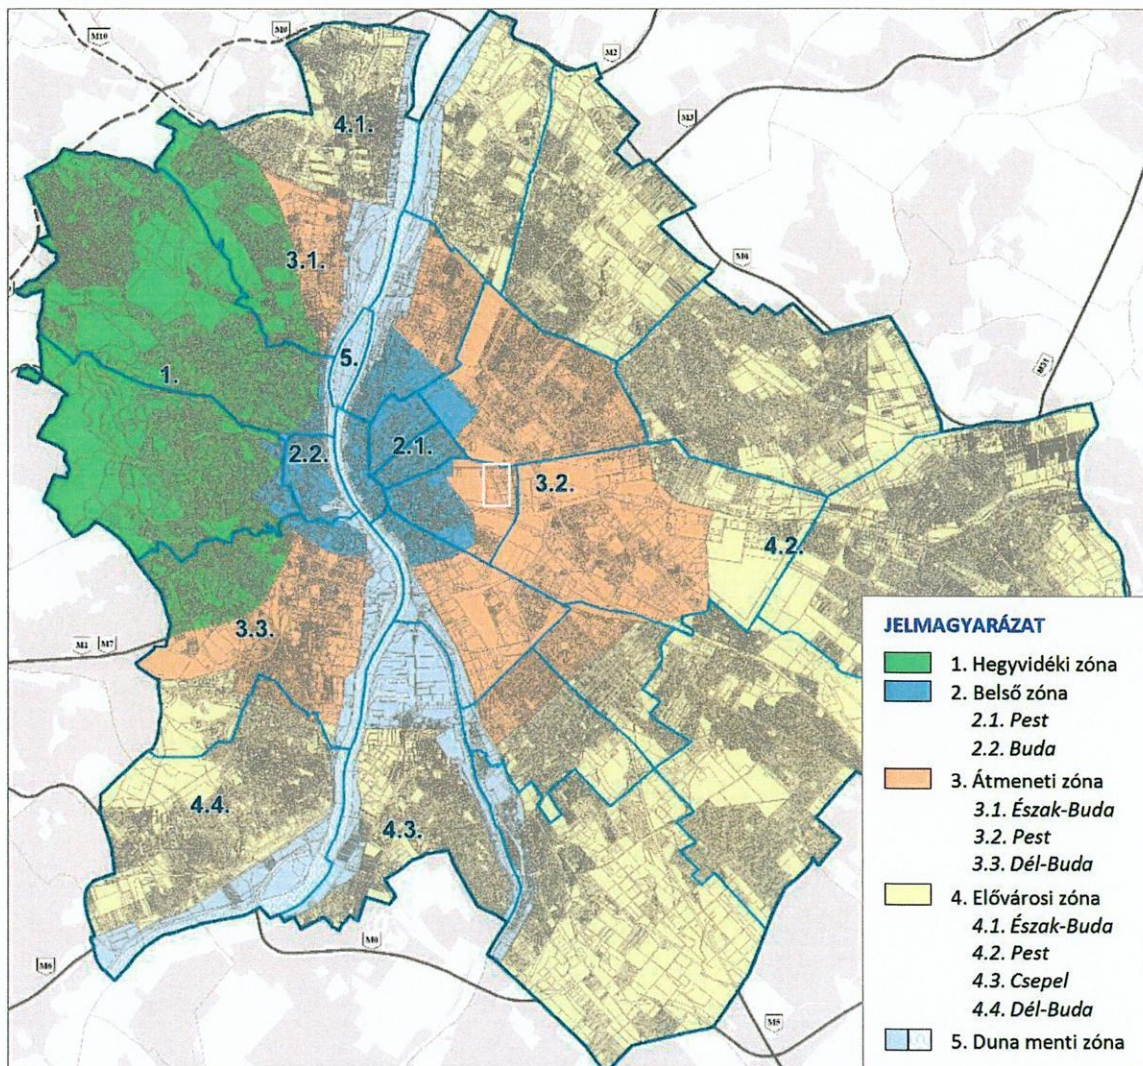 M10
M0
M2
M3
4.1.
3.1.
M0
5.
1.
M31
2.2.
2.1.
3.2.
4.2.
3.3.
M1 M7
4.4.
4.3.
M6
M0
M5
JELMAGYARÁZAT
1. Hegyvidéki zóna
2. Belső zóna
2.1. Pest
2.2. Buda
3. Átmeneti zóna
3.1. Észak-Buda
3.2. Pest
3.3. Dél-Buda
4. Elővárosi zóna
4.1. Észak-Buda
4.2. Pest
4.3. Csepel
4.4. Dél-Buda
5. Duna menti zóna